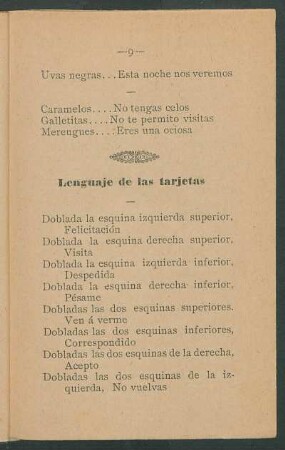 —9—
Uvas negras...Esta noche nos veremos
Caramelos....No tengas celos
Galletitas....No te permito visitas
Merengues....Eres una ociosa
Lenguaje de las tarjetas
Doblada la esquina izquierda superior,
Felicitación
Doblada la esquina derecha superior,
Visita
Doblada la esquina izquierda inferior,
Despedida
Doblada la esquina derecha inferior,
Pésame
Dobladas las dos esquinas superiores.
Ven á verme
Dobladas las dos esquinas inferiores,
Correspondido
Dobladas las dos esquinas de la derecha,
Acepto
Dobladas las dos esquinas de la iz-
quierda, No vuelvas